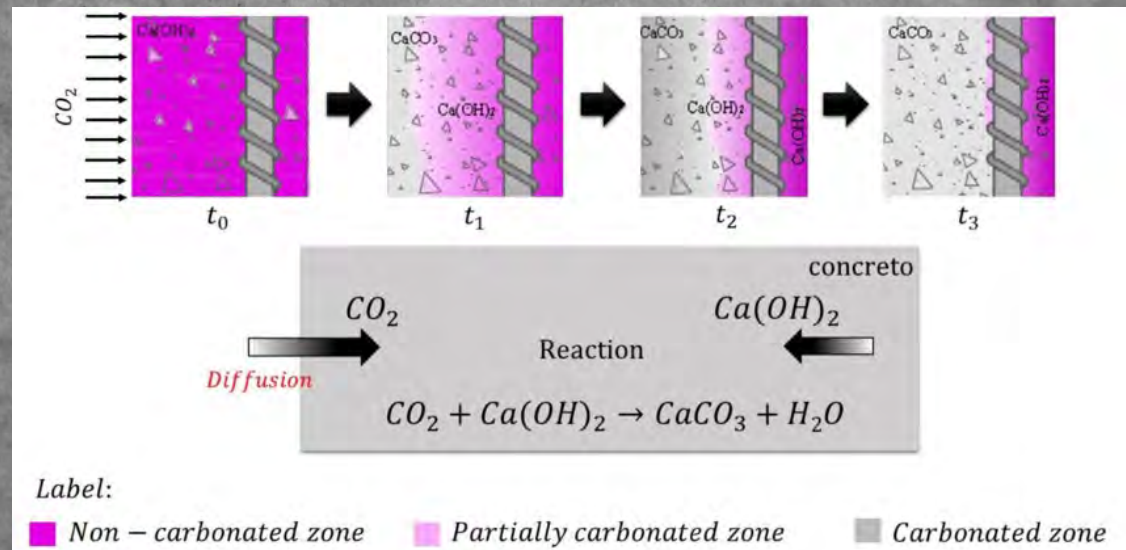 CO₂
Ca(OH)₂
CaCO₃
Ca(OH)₂
CaCO₃
Ca(OH)₂
Ca(OH)₂
CaCO₃
Ca(OH)₂
t₀
t₁
t₂
t₃
concreto
CO₂
Ca(OH)₂
Reaction
Diffusion
CO₂ + Ca(OH)₂ → CaCO₃ + H₂O
Label:
Non − carbonated zone
Partially carbonated zone
Carbonated zone